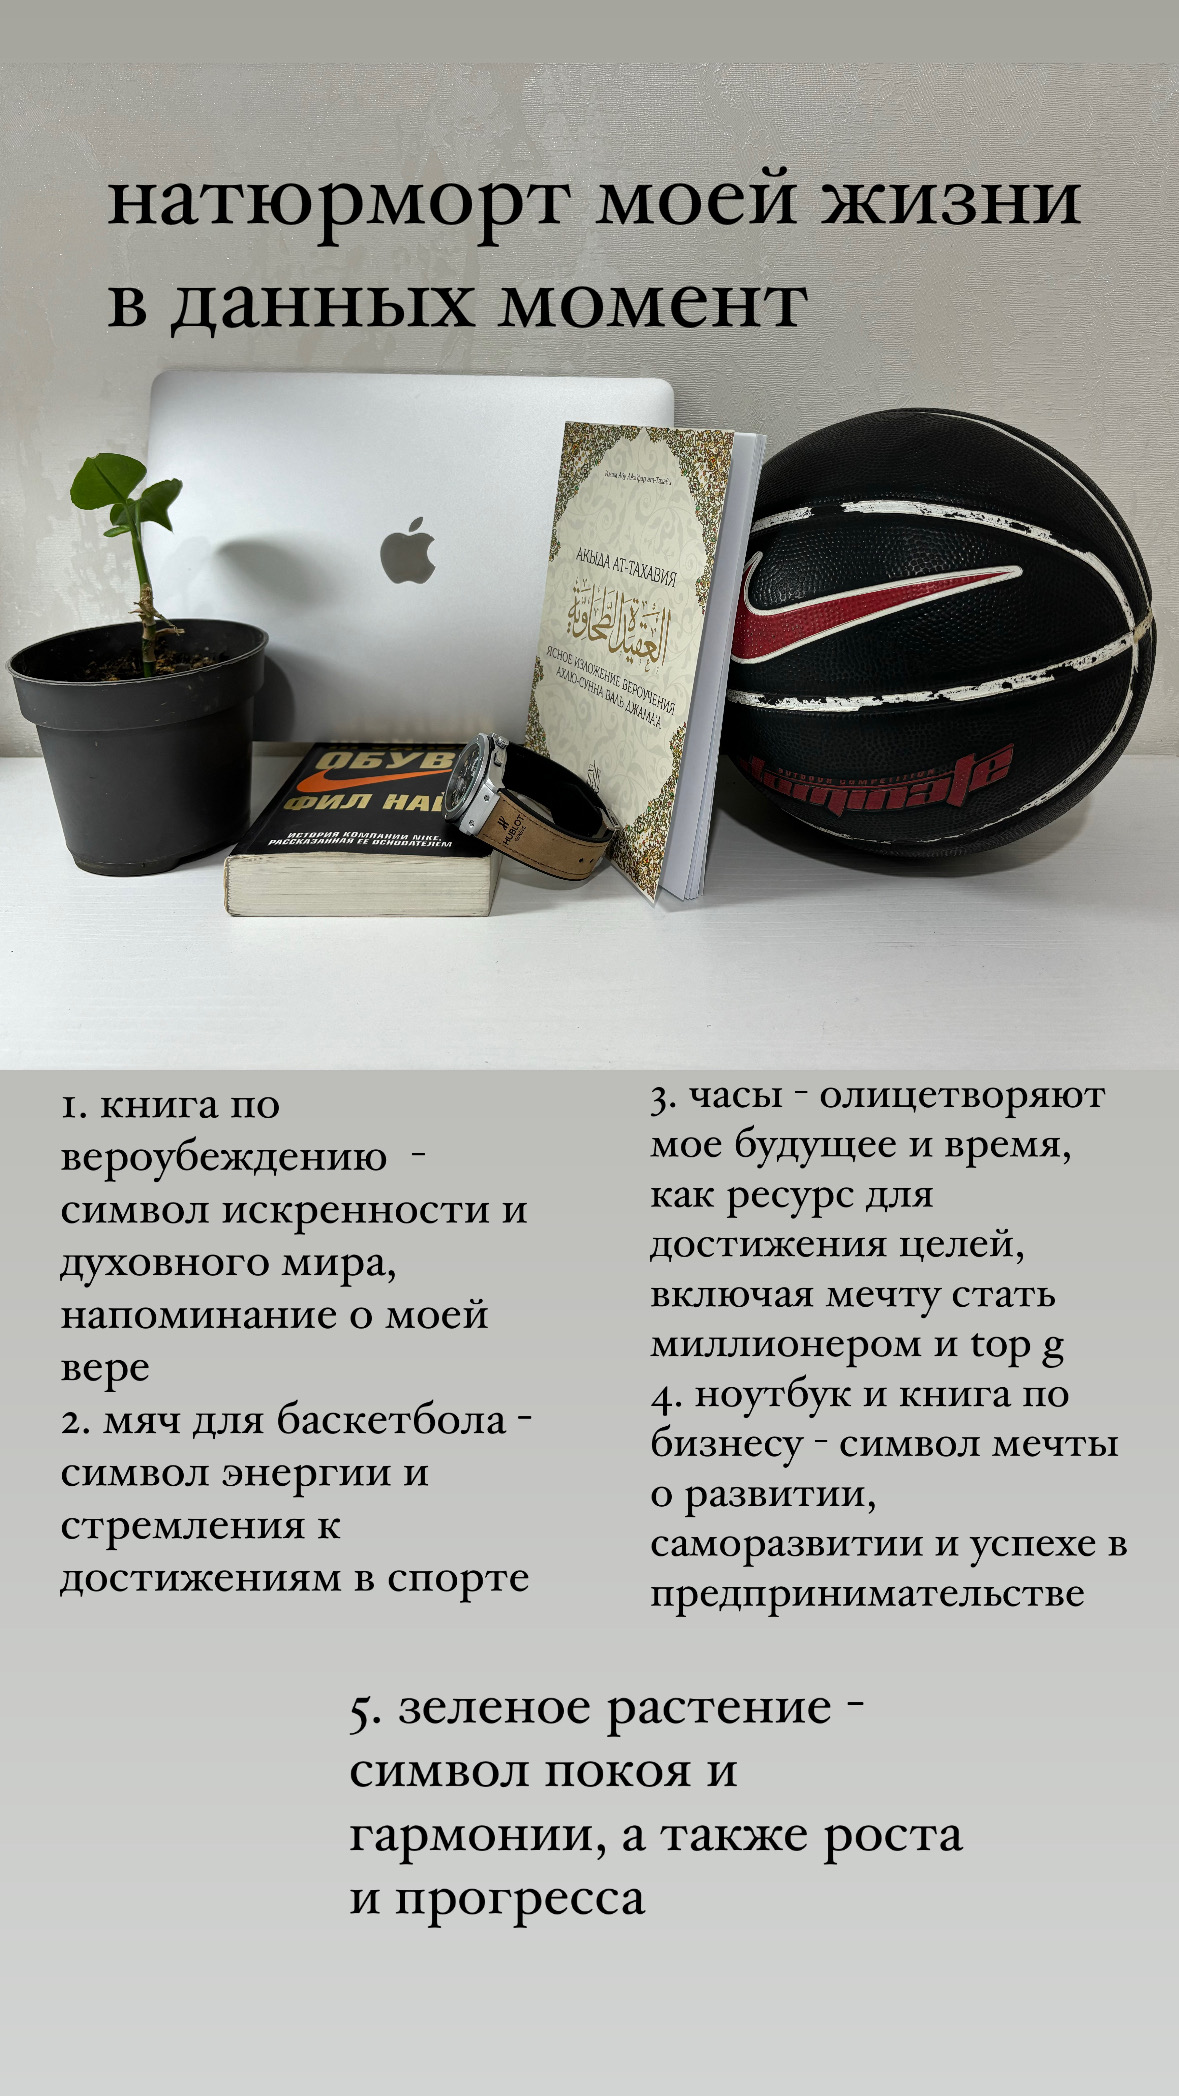 натюрморт моей жизни
в данных момент
АКЫДА АТ-ТАХАВИЯ
العقيدة الطحاوية
ЯСНОЕ ИЗЛОЖЕНИЕ ВЕРОУЧЕНИЯ
АХЛЮ-СУННА ВАЛЬ ДЖАМАА
ОБУВ
ФИЛ НАЙ
ИСТОРИЯ КОМПАНИИ NIKE,
РАССКАЗАННАЯ ЕЕ ОСНОВАТЕЛЕМ
HUBLOT
OUTDOOR COMPETITION
dominate
1. книга по
вероубеждению -
символ искренности и
духовного мира,
напоминание о моей
вере
2. мяч для баскетбола -
символ энергии и
стремления к
достижениям в спорте
3. часы - олицетворяют
мое будущее и время,
как ресурс для
достижения целей,
включая мечту стать
миллионером и top g
4. ноутбук и книга по
бизнесу - символ мечты
о развитии,
саморазвитии и успехе в
предпринимательстве
5. зеленое растение -
символ покоя и
гармонии, а также роста
и прогресса